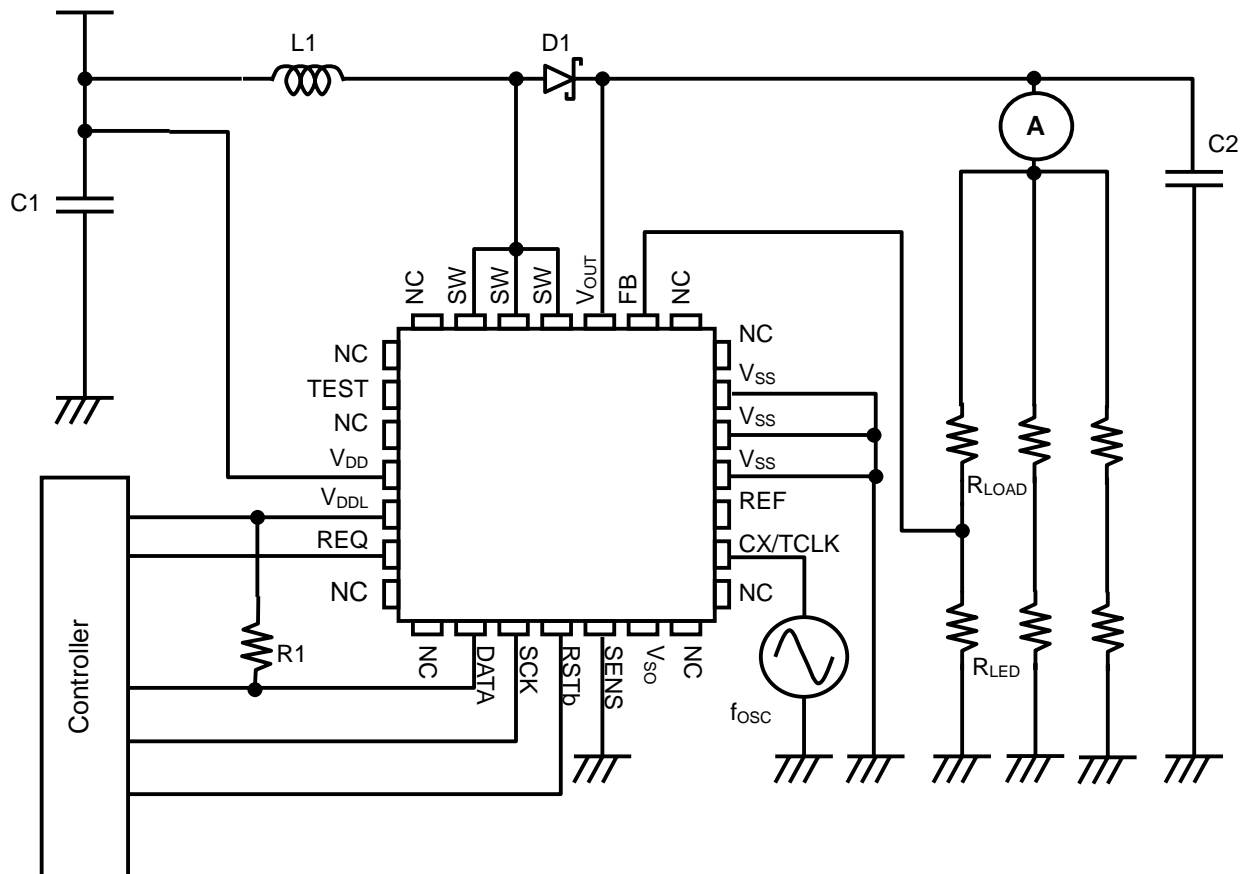 L1
D1
A
C2
C1
NC
SW
SW
SW
VOUT
FB
NC
NC
TEST
NC
VDD
VDDL
REQ
NC
NC
VSS
VSS
VSS
REF
CX/TCLK
NC
NC
DATA
SCK
RSTb
SENS
VSO
NC
RLOAD
RLED
R1
fOSC
Controller